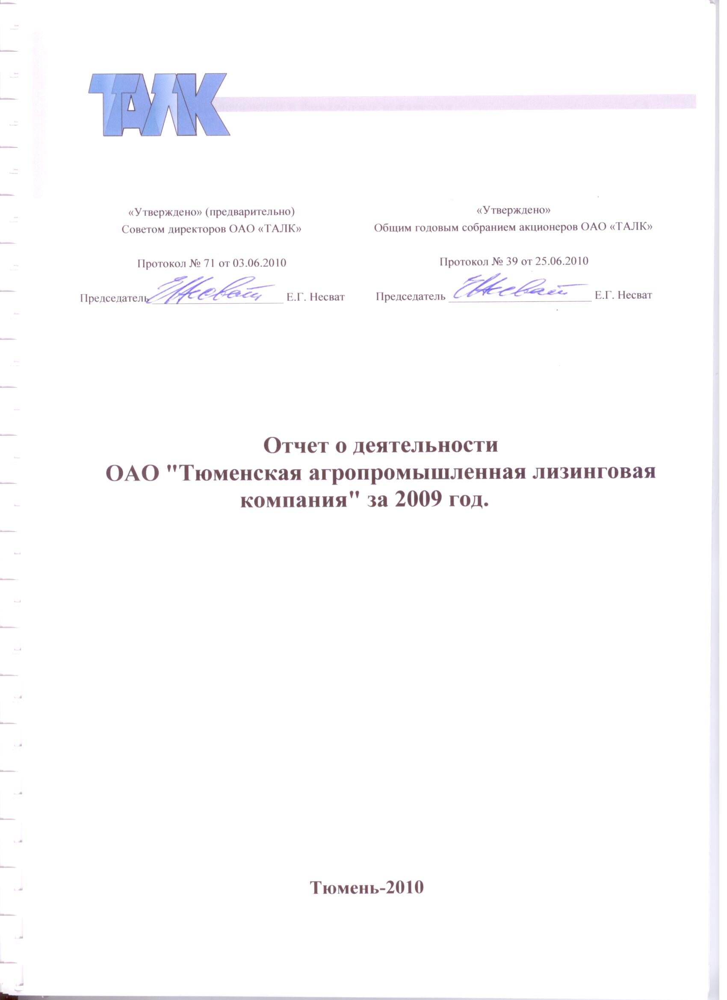 ТАЛК
«Утверждено» (предварительно)
Советом директоров ОАО «ТАЛК»
Протокол № 71 от 03.06.2010
Председатель Е.Г. Несват
«Утверждено»
Общим годовым собранием акционеров ОАО «ТАЛК»
Протокол № 39 от 25.06.2010
Председатель Е.Г. Несват
Отчет о деятельности
ОАО "Тюменская агропромышленная лизинговая
компания" за 2009 год.
Тюмень-2010